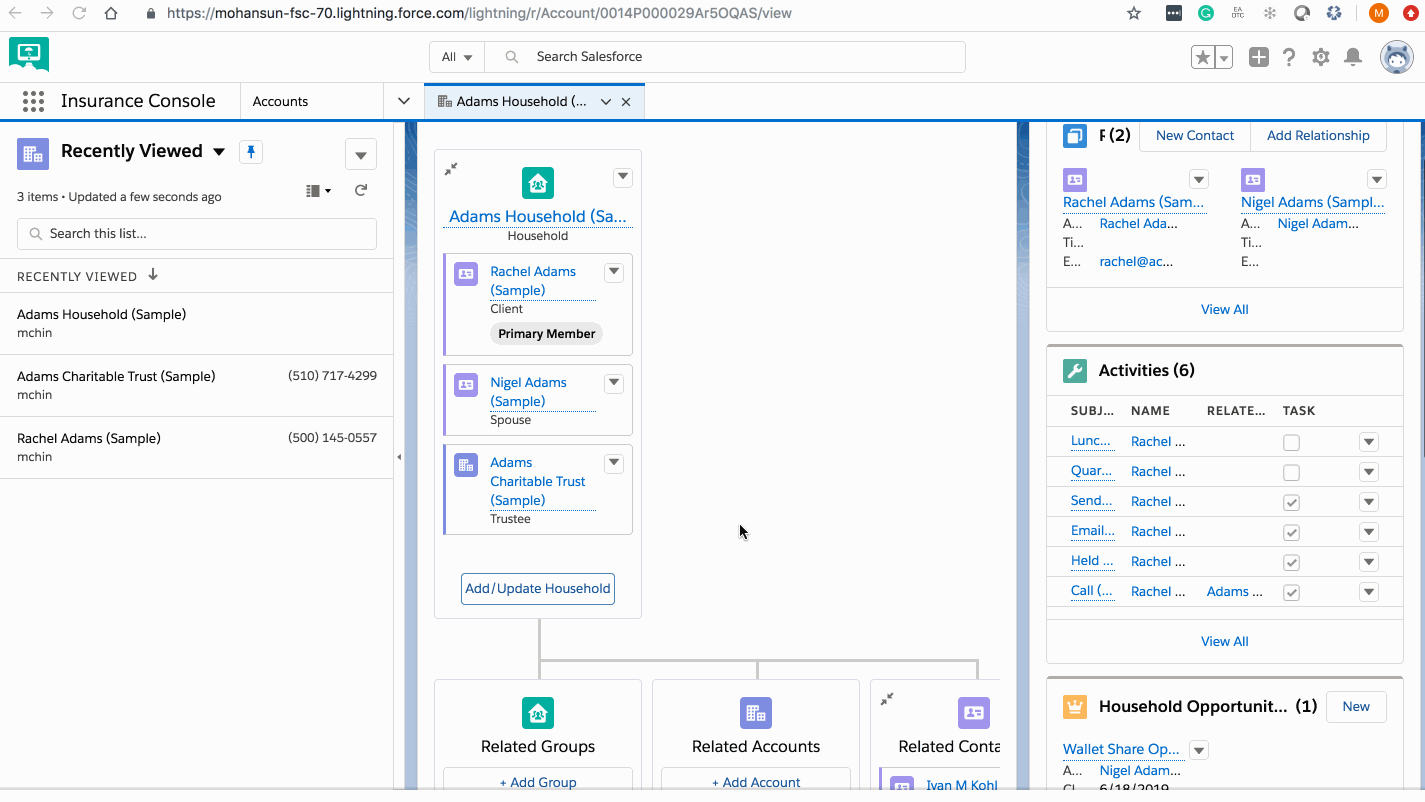 https://mohansun-fsc-70.lightning.force.com/lightning/r/Account/0014P000029Ar5OQAS/view
EA
DTC
M
All
Search Salesforce
Insurance Console
Accounts
Adams Household (...
Recently Viewed
3 items • Updated a few seconds ago
Search this list...
RECENTLY VIEWED
Adams Household (Sample)
mchin
Adams Charitable Trust (Sample) (510) 717-4299
mchin
Rachel Adams (Sample) (500) 145-0557
mchin
Adams Household (Sa...
Household
Rachel Adams
(Sample)
Client
Primary Member
Nigel Adams
(Sample)
Spouse
Adams
Charitable Trust
(Sample)
Trustee
Add/Update Household
Related Groups
+ Add Group
Related Accounts
+ Add Account
Related Conta
Ivan M Kohl
(2)
New Contact
Add Relationship
Rachel Adams (Sam...
A... Rachel Ada...
Ti...
E... rachel@ac...
Nigel Adams (Sampl...
A... Nigel Adam...
Ti...
E...
View All
Activities (6)
SUBJ... NAME RELATE... TASK
Lunc... Rachel ...
Quar... Rachel ...
Send... Rachel ...
Email... Rachel ...
Held ... Rachel ...
Call (... Rachel ... Adams ...
View All
Household Opportunit... (1)
New
Wallet Share Op...
A... Nigel Adam...
6/18/2019